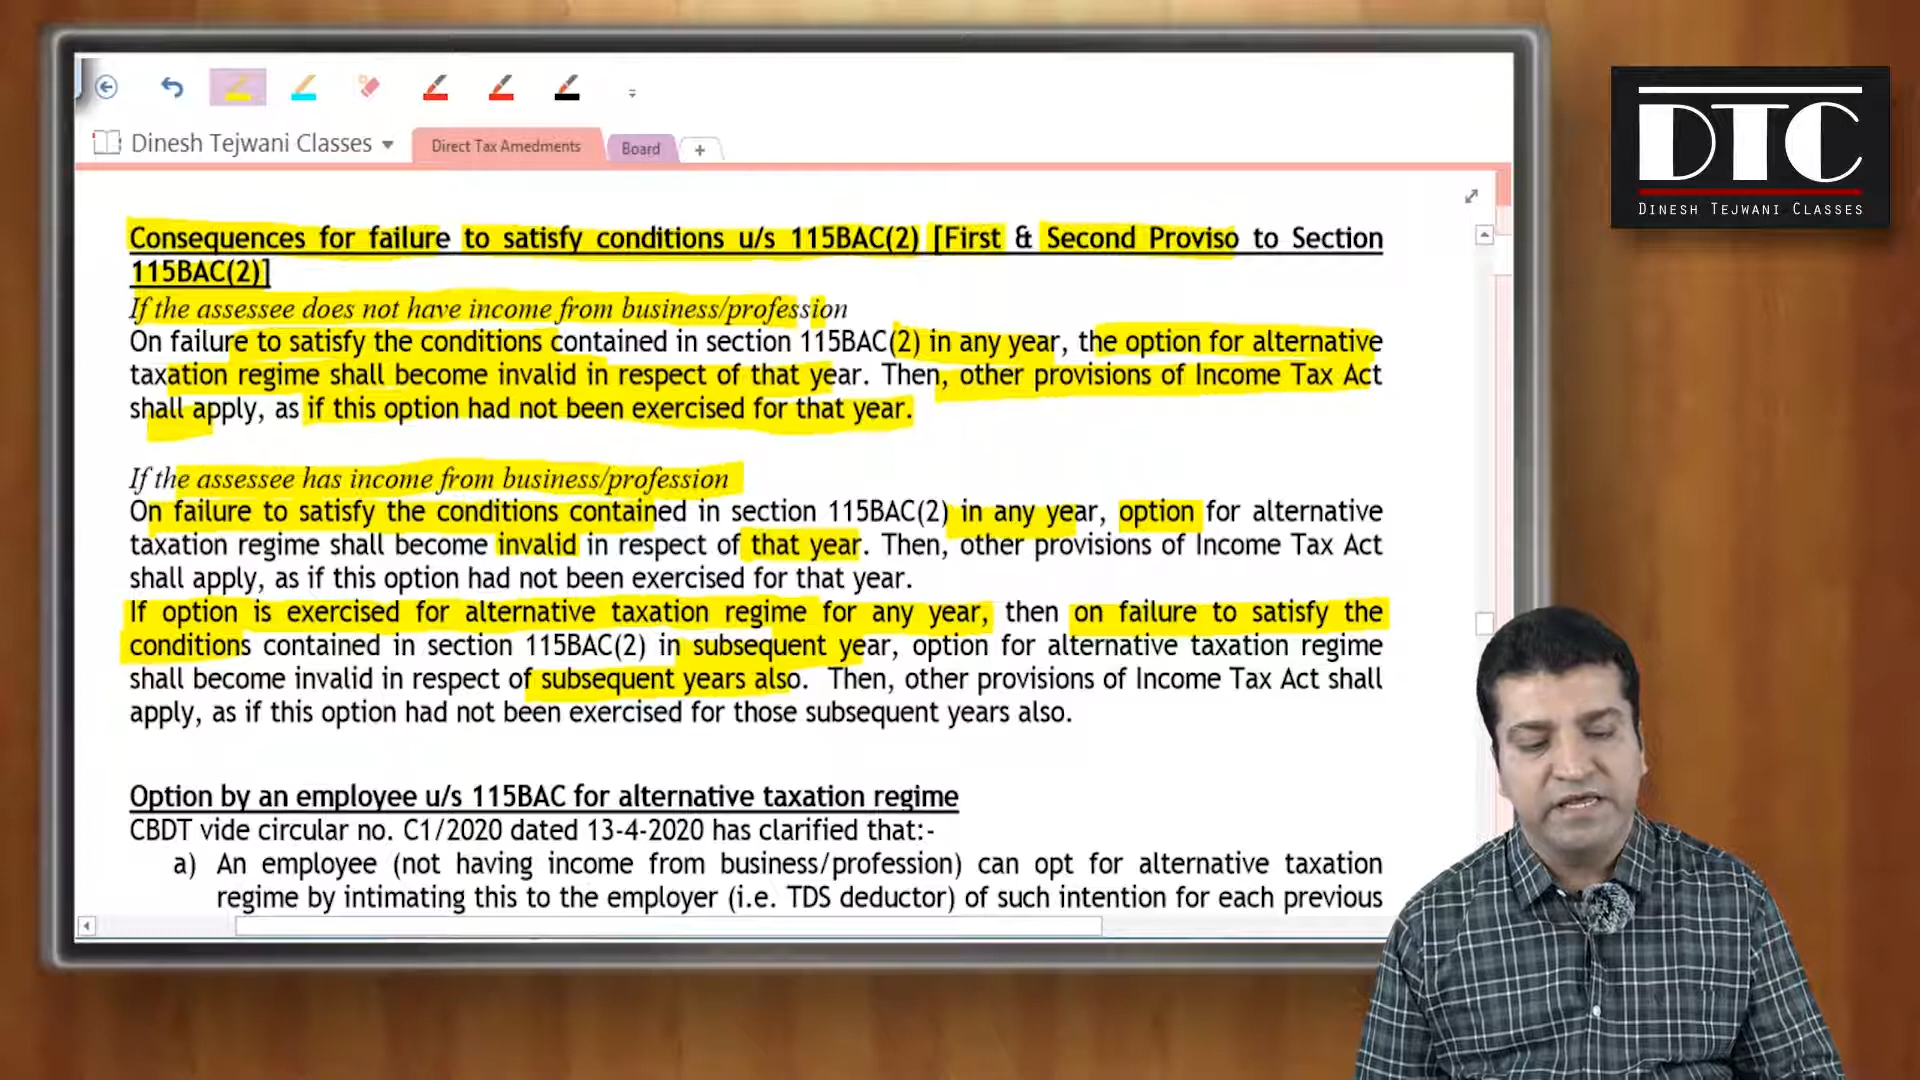 Dinesh Tejwani Classes
Direct Tax Amedments
Board
+
DTC
DINESH TEJWANI CLASSES
Consequences for failure to satisfy conditions u/s 115BAC(2) [First & Second Proviso to Section
115BAC(2)]
If the assessee does not have income from business/profession
On failure to satisfy the conditions contained in section 115BAC(2) in any year, the option for alternative
taxation regime shall become invalid in respect of that year. Then, other provisions of Income Tax Act
shall apply, as if this option had not been exercised for that year.
If the assessee has income from business/profession
On failure to satisfy the conditions contained in section 115BAC(2) in any year, option for alternative
taxation regime shall become invalid in respect of that year. Then, other provisions of Income Tax Act
shall apply, as if this option had not been exercised for that year.
If option is exercised for alternative taxation regime for any year, then on failure to satisfy the
conditions contained in section 115BAC(2) in subsequent year, option for alternative taxation regime
shall become invalid in respect of subsequent years also. Then, other provisions of Income Tax Act shall
apply, as if this option had not been exercised for those subsequent years also.
Option by an employee u/s 115BAC for alternative taxation regime
CBDT vide circular no. C1/2020 dated 13-4-2020 has clarified that:-
a) An employee (not having income from business/profession) can opt for alternative taxation
regime by intimating this to the employer (i.e. TDS deductor) of such intention for each previous